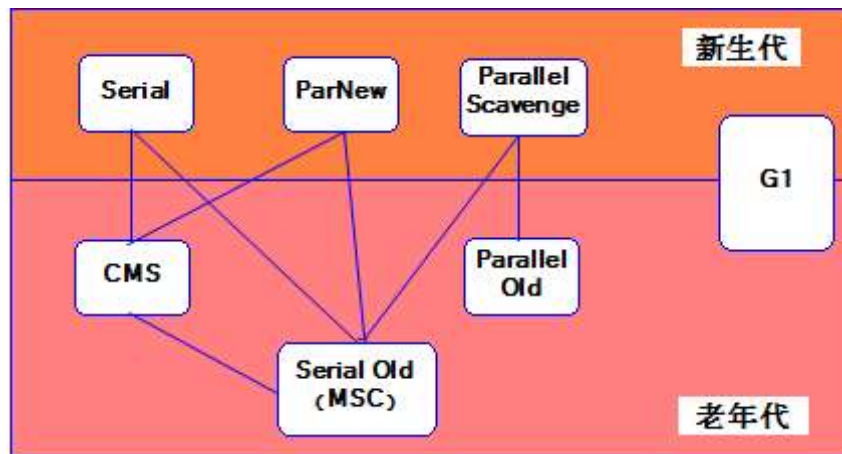 新生代
Serial
ParNew
Parallel
Scavenge
G1
CMS
Parallel
Old
Serial Old
(MSC)
老年代